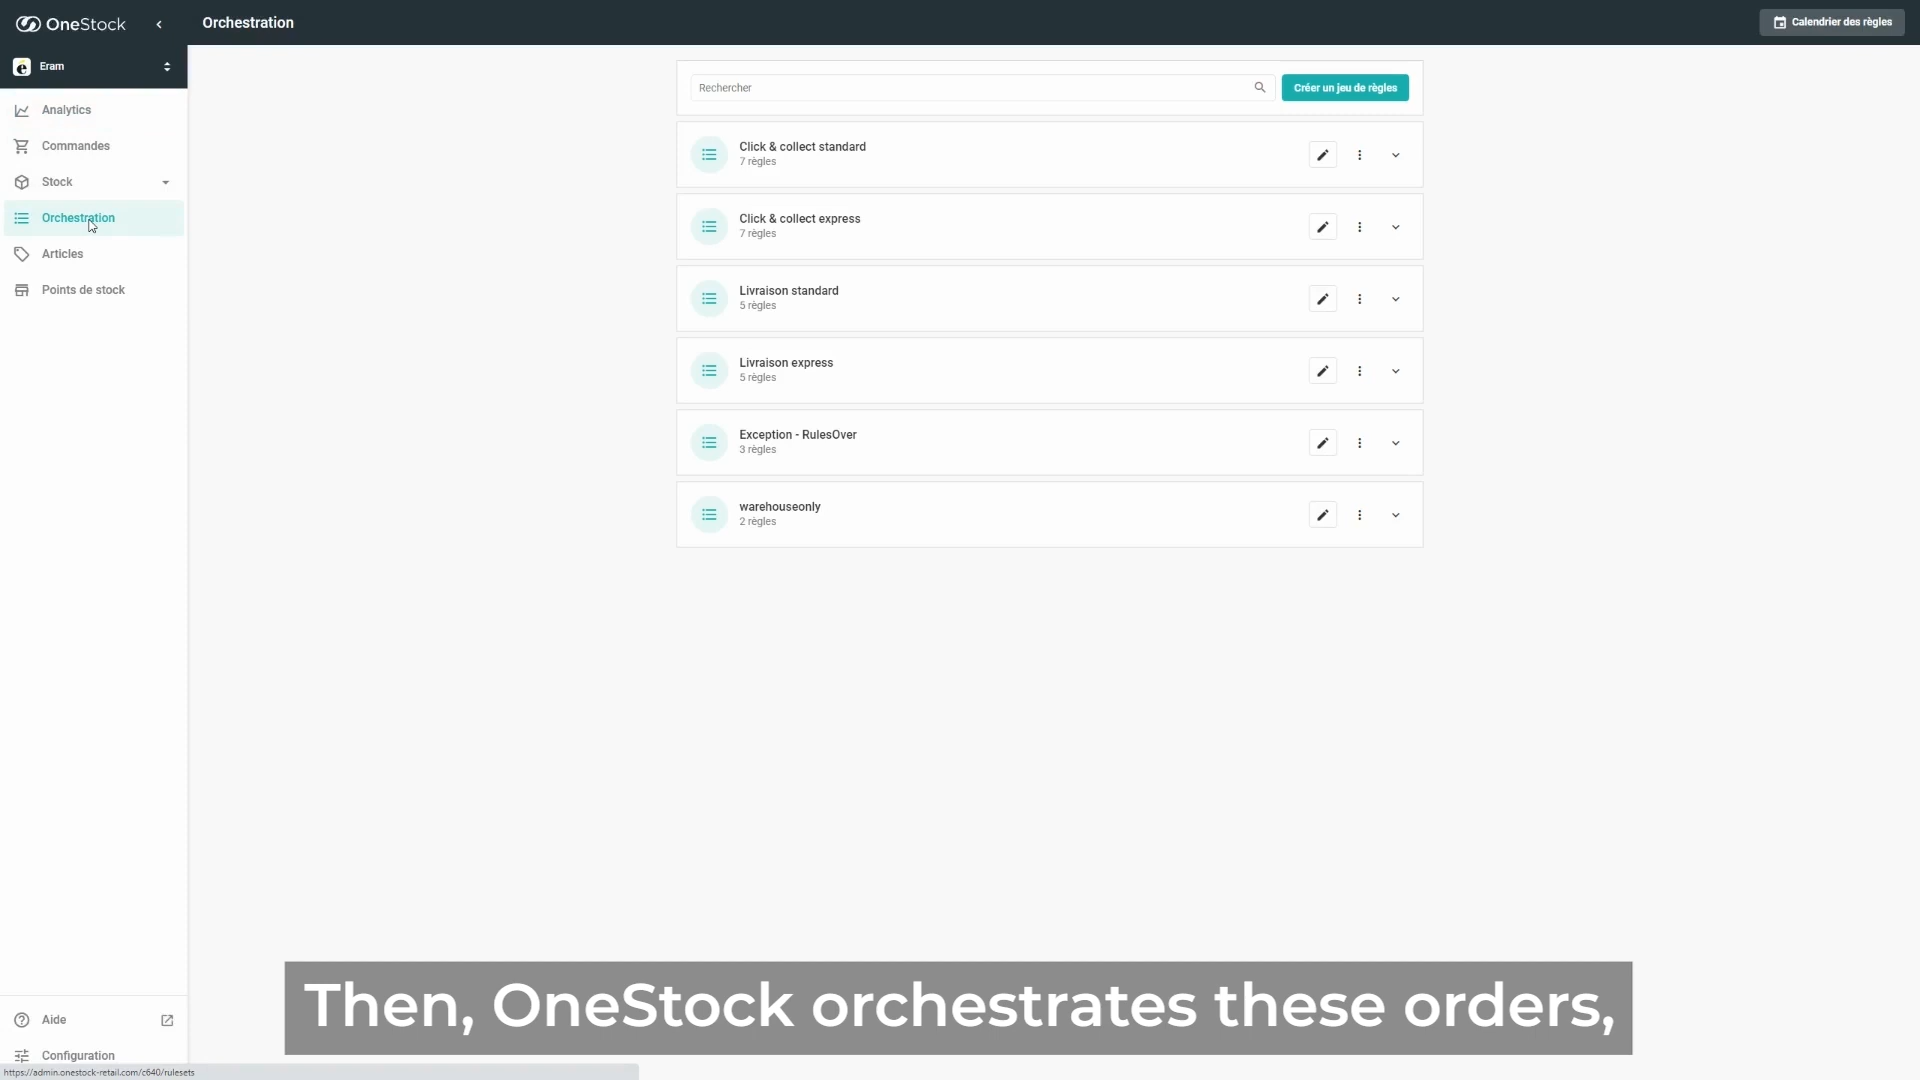 OneStock
Orchestration
Calendrier des règles
Eram
Analytics
Commandes
Stock
Orchestration
Articles
Points de stock
Rechercher
Créer un jeu de règles
Click & collect standard
7 règles
Click & collect express
7 règles
Livraison standard
5 règles
Livraison express
5 règles
Exception - RulesOver
3 règles
warehouseonly
2 règles
Aide
Configuration
https://admin.onestock-retail.com/c640/rulesets
Then, OneStock orchestrates these orders,